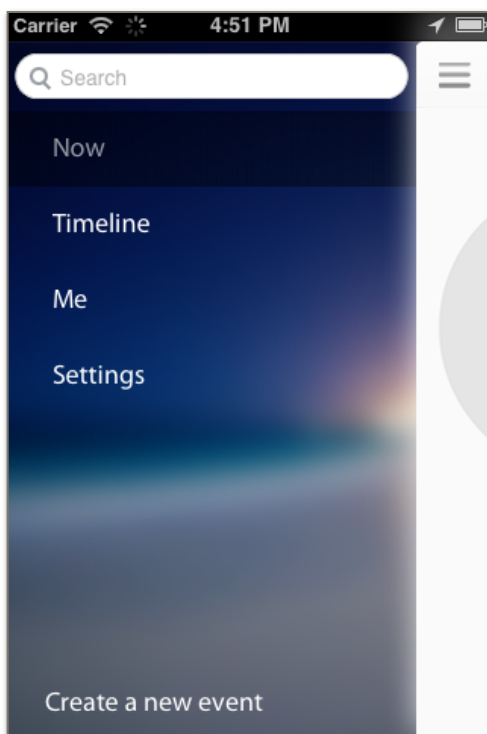 Carrier 4:51 PM
Search
Now
Timeline
Me
Settings
Create a new event